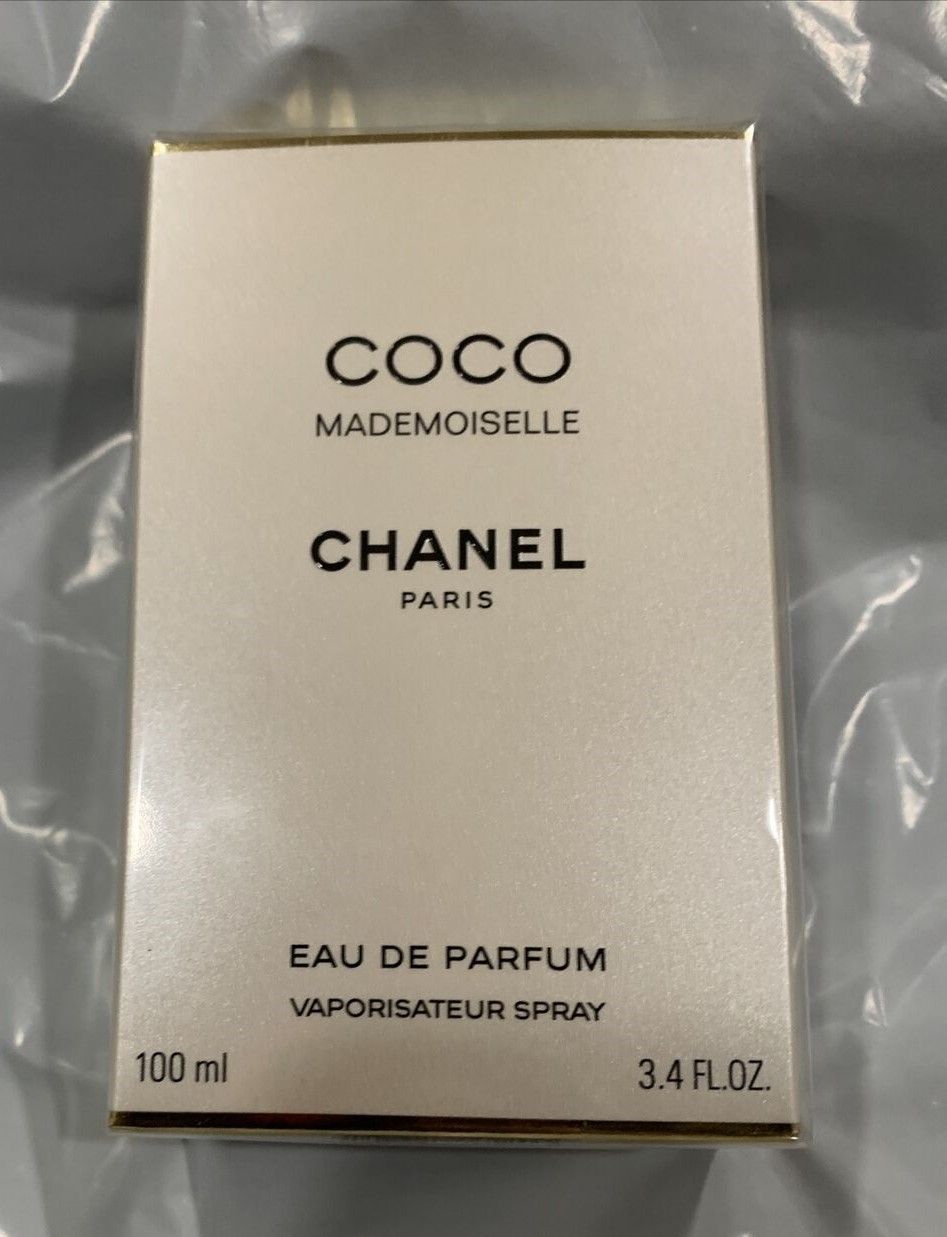 COCO
MADEMOISELLE
CHANEL
PARIS
EAU DE PARFUM
VAPORISATEUR SPRAY
100 ml 3.4 FL.OZ.